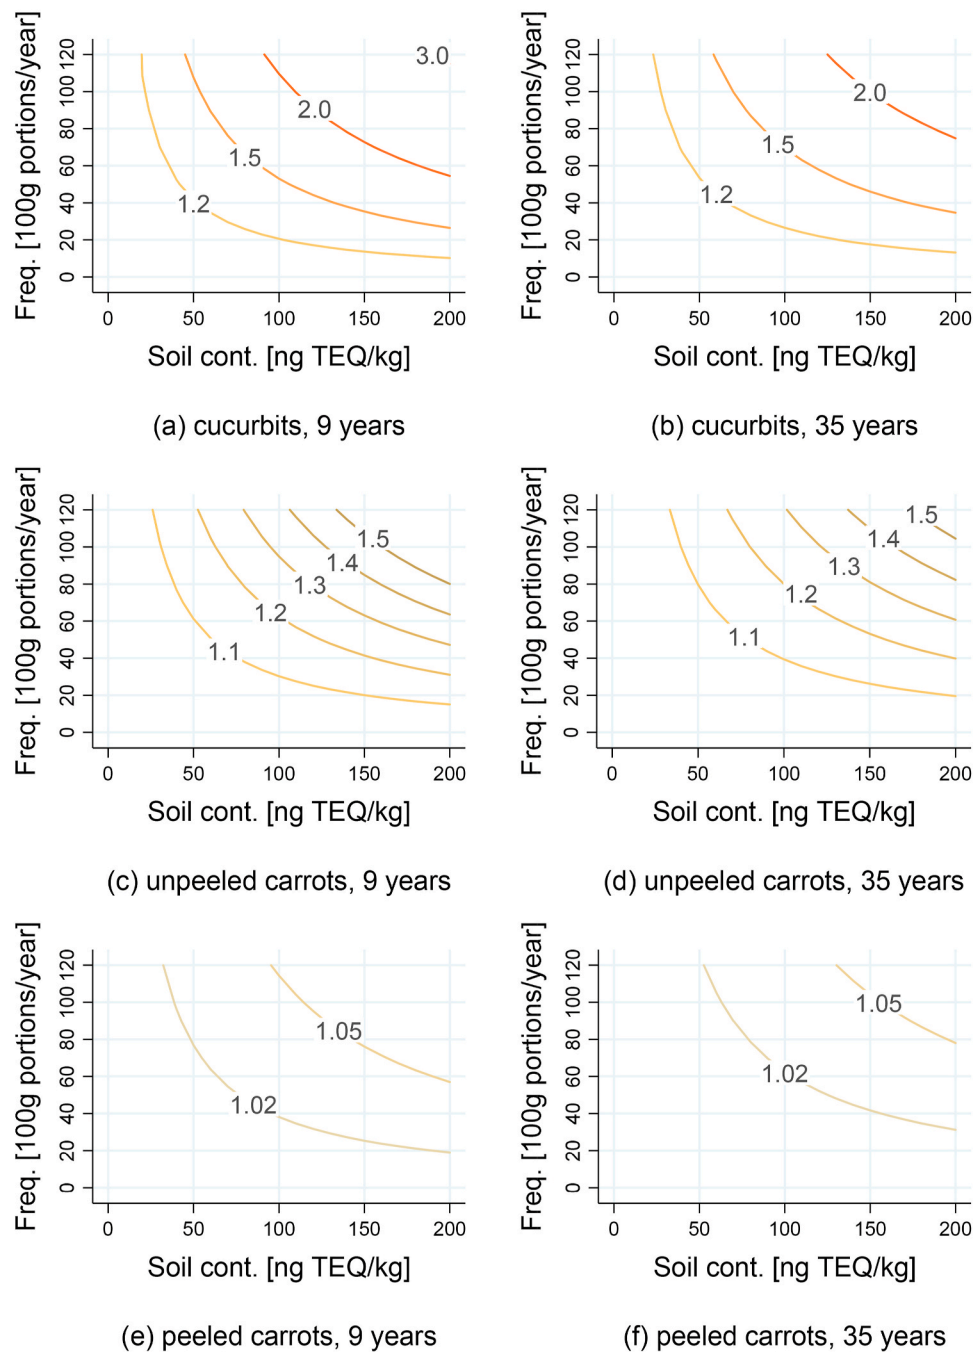 Freq. [100g portions/year]
120
100
80
60
40
20
0
3.0
2.0
1.5
1.2
0 50 100 150 200
Soil cont. [ng TEQ/kg]
(a) cucurbits, 9 years
Freq. [100g portions/year]
120
100
80
60
40
20
0
2.0
1.5
1.2
0 50 100 150 200
Soil cont. [ng TEQ/kg]
(b) cucurbits, 35 years
Freq. [100g portions/year]
120
100
80
60
40
20
0
1.5
1.4
1.3
1.2
1.1
0 50 100 150 200
Soil cont. [ng TEQ/kg]
(c) unpeeled carrots, 9 years
Freq. [100g portions/year]
120
100
80
60
40
20
0
1.5
1.4
1.3
1.2
1.1
0 50 100 150 200
Soil cont. [ng TEQ/kg]
(d) unpeeled carrots, 35 years
Freq. [100g portions/year]
120
100
80
60
40
20
0
1.05
1.02
0 50 100 150 200
Soil cont. [ng TEQ/kg]
(e) peeled carrots, 9 years
Freq. [100g portions/year]
120
100
80
60
40
20
0
1.05
1.02
0 50 100 150 200
Soil cont. [ng TEQ/kg]
(f) peeled carrots, 35 years